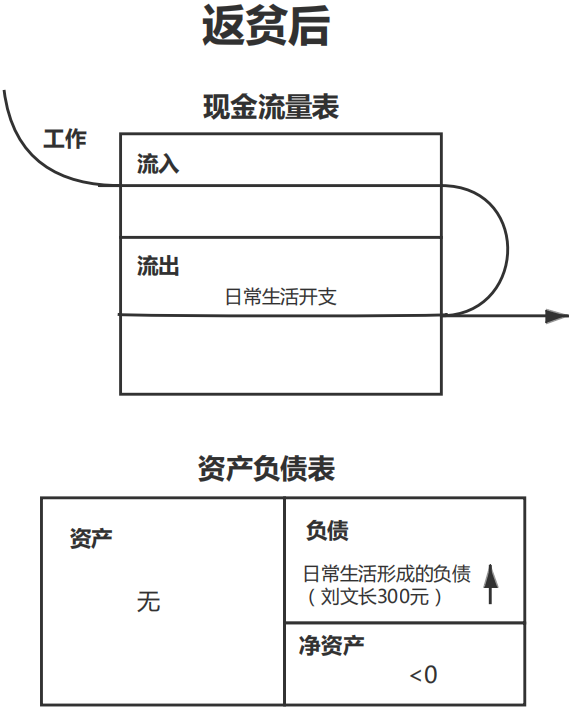 返贫后
现金流量表
工作
流入
流出
日常生活开支
资产负债表
资产
无
负债
日常生活形成的负债
（刘文长300元）
净资产
<0